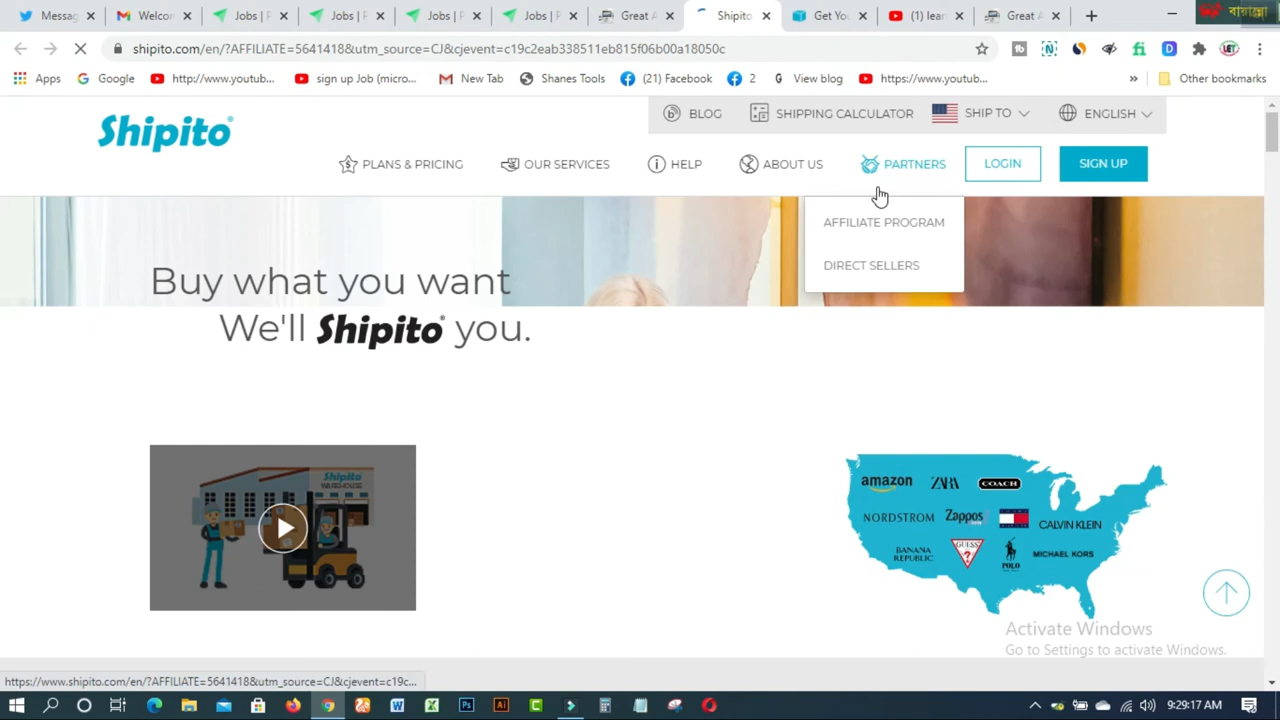 Messag
Welcon
Jobs | P
Jobs | P
Jobs | P
Jobs | P
Great A
Shipito
Get You
(1) lear
Great A
বায়ান্নো
shipito.com/en/?AFFILIATE=5641418&utm_source=CJ&cjevent=c19c2eab338511eb815f06b00a18050c
Apps
Google
http://www.youtub...
sign up Job (micro...
New Tab
Shanes Tools
(21) Facebook
2
View blog
https://www.youtub...
»
Other bookmarks
Shipito®
BLOG
SHIPPING CALCULATOR
SHIP TO
ENGLISH
PLANS & PRICING
OUR SERVICES
HELP
ABOUT US
PARTNERS
LOGIN
SIGN UP
AFFILIATE PROGRAM
DIRECT SELLERS
Buy what you want
We'll Shipito® you.
Shipito
WAREHOUSE
amazon ZARA COACH
NORDSTROM Zappos CALVIN KLEIN
BANANA REPUBLIC GUESS ? POLO MICHAEL KORS
Activate Windows
Go to Settings to activate Windows.
https://www.shipito.com/en/?AFFILIATE=5641418&utm_source=CJ&cjevent=c19c...
9:29:17 AM